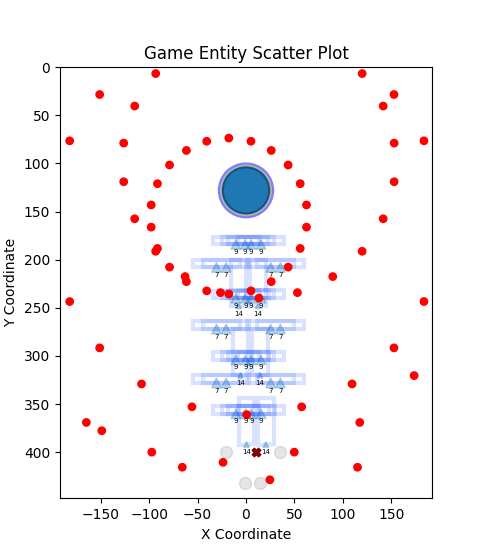 Game Entity Scatter Plot
0
50
100
150
200
250
300
350
400
Y Coordinate
9 9 9 9
7 7 7 7
9 9 9 9
14 14
7 7 7 7
9 9 9 9
7 7 14 14 7 7
9 9 9 9
14 14
−150 −100 −50 0 50 100 150
X Coordinate